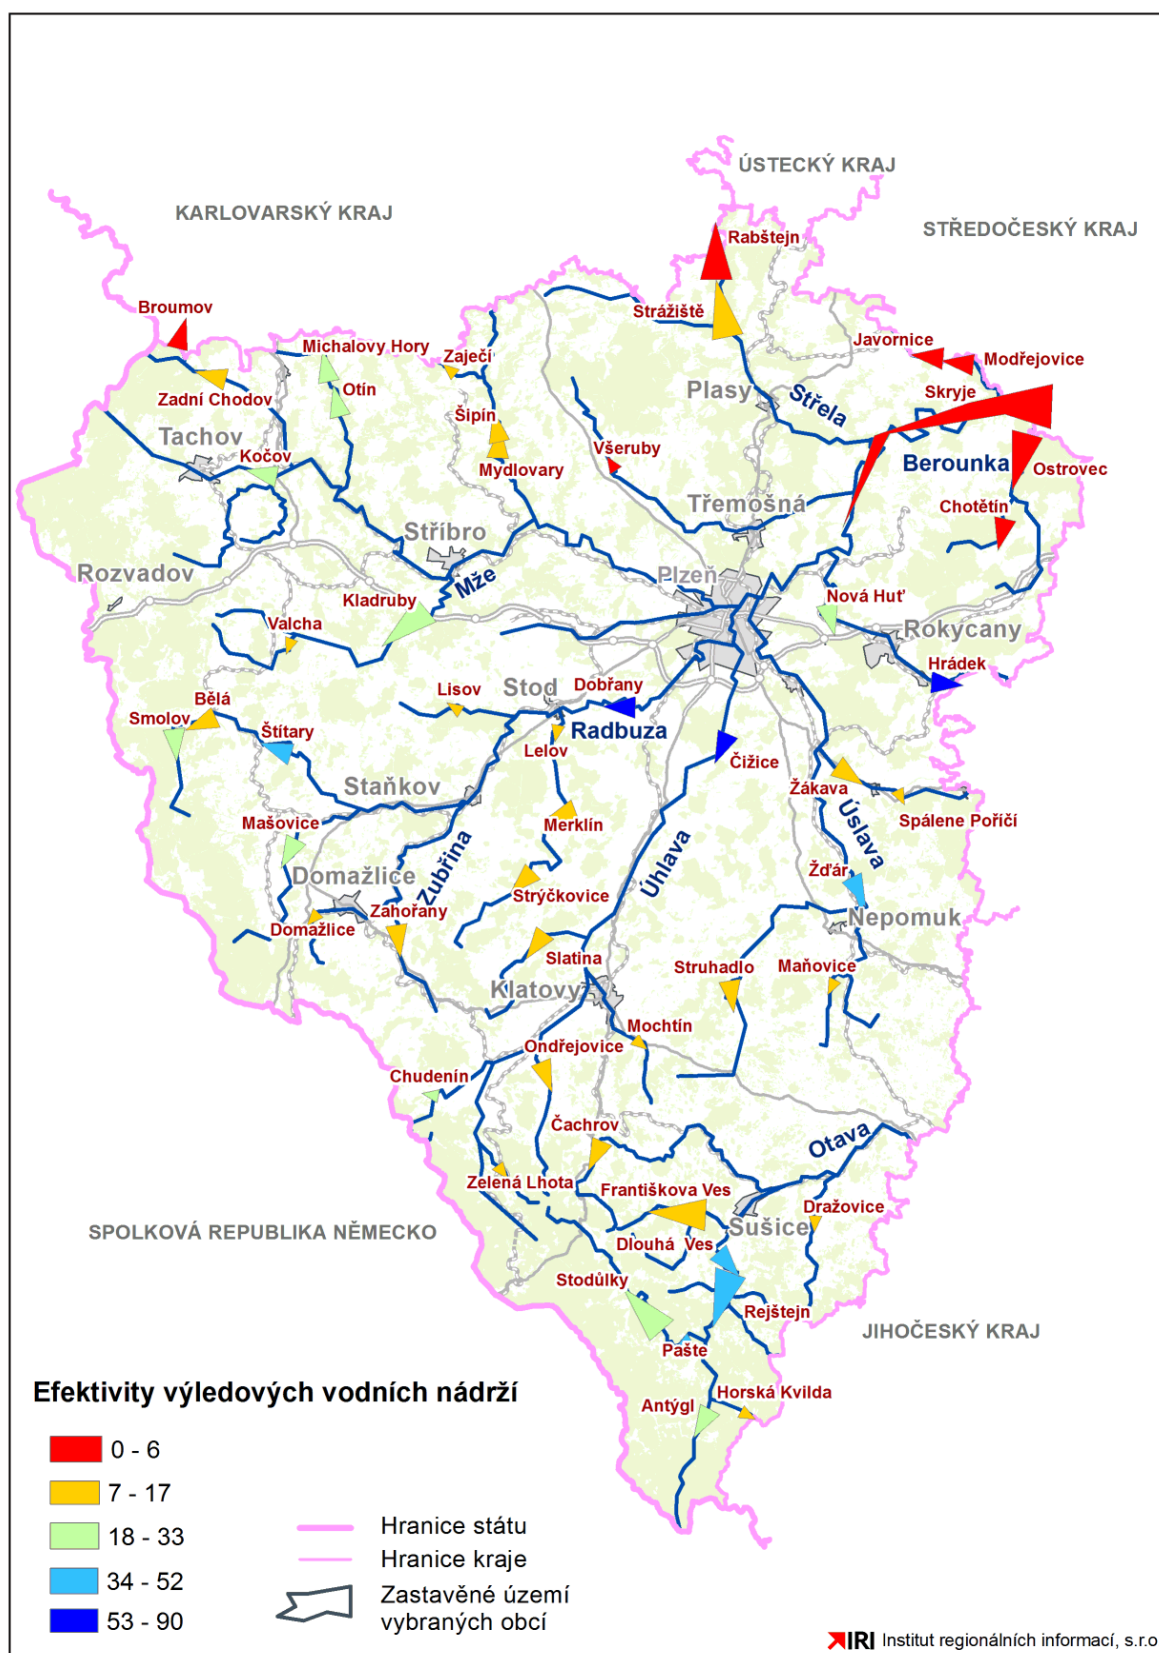 ÚSTECKÝ KRAJ
KARLOVARSKÝ KRAJ
STŘEDOČESKÝ KRAJ
Rabštejn
Broumov
Strážiště
Michalovy Hory
Zaječí
Javornice
Modřejovice
Zadní Chodov
Otín
Plasy
Střela
Skryje
Šipín
Tachov
Kočov
Mydlovary
Všeruby
Berounka
Ostrovec
Třemošná
Chotětín
Stříbro
Rozvadov
Mže
Plzeň
Kladruby
Nová Huť
Valcha
Rokycany
Hrádek
Bělá
Lisov
Stod
Dobřany
Smolov
Štítary
Radbuza
Lelov
Čižice
Staňkov
Žákava
Mašovice
Merklín
Úslava
Spálene Poříčí
Zubřina
Úhlava
Domažlice
Strýčkovice
Žďár
Zahořany
Nepomuk
Domažlice
Slatina
Struhadlo
Maňovice
Klatovy
Mochtín
Ondřejovice
Chudenín
Čachrov
Otava
Zelená Lhota
Františkova Ves
Dražovice
SPOLKOVÁ REPUBLIKA NĚMECKO
Sušice
Dlouhá Ves
Stodůlky
Rejštejn
JIHOČESKÝ KRAJ
Pašte
Antýgl
Horská Kvilda
Efektivity výledových vodních nádrží
0 - 6
7 - 17
18 - 33
34 - 52
53 - 90
Hranice státu
Hranice kraje
Zastavěné území
vybraných obcí
IRI Institut regionálních informací, s.r.o